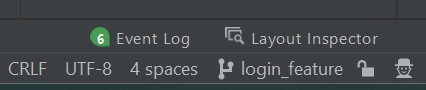 6 Event Log Layout Inspector
CRLF UTF-8 4 spaces login_feature